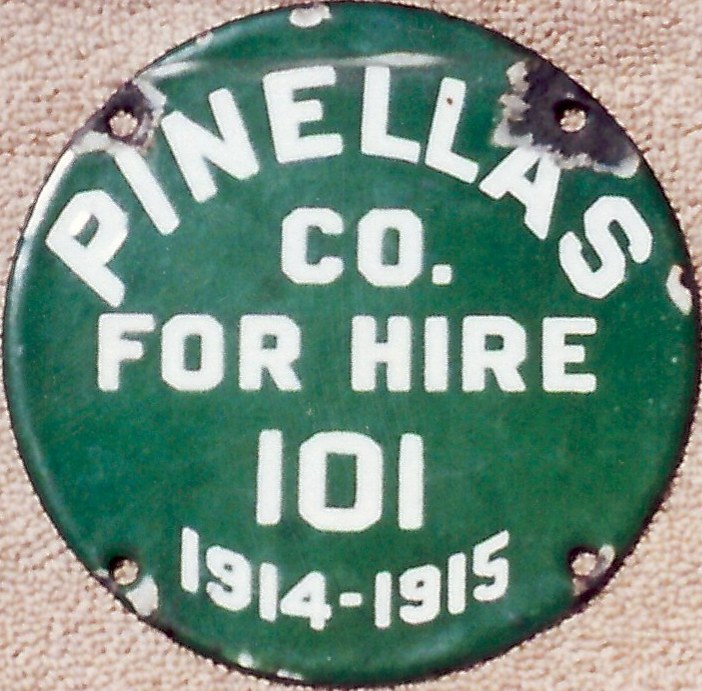 PINELLAS
CO.
FOR HIRE
101
1914-1915